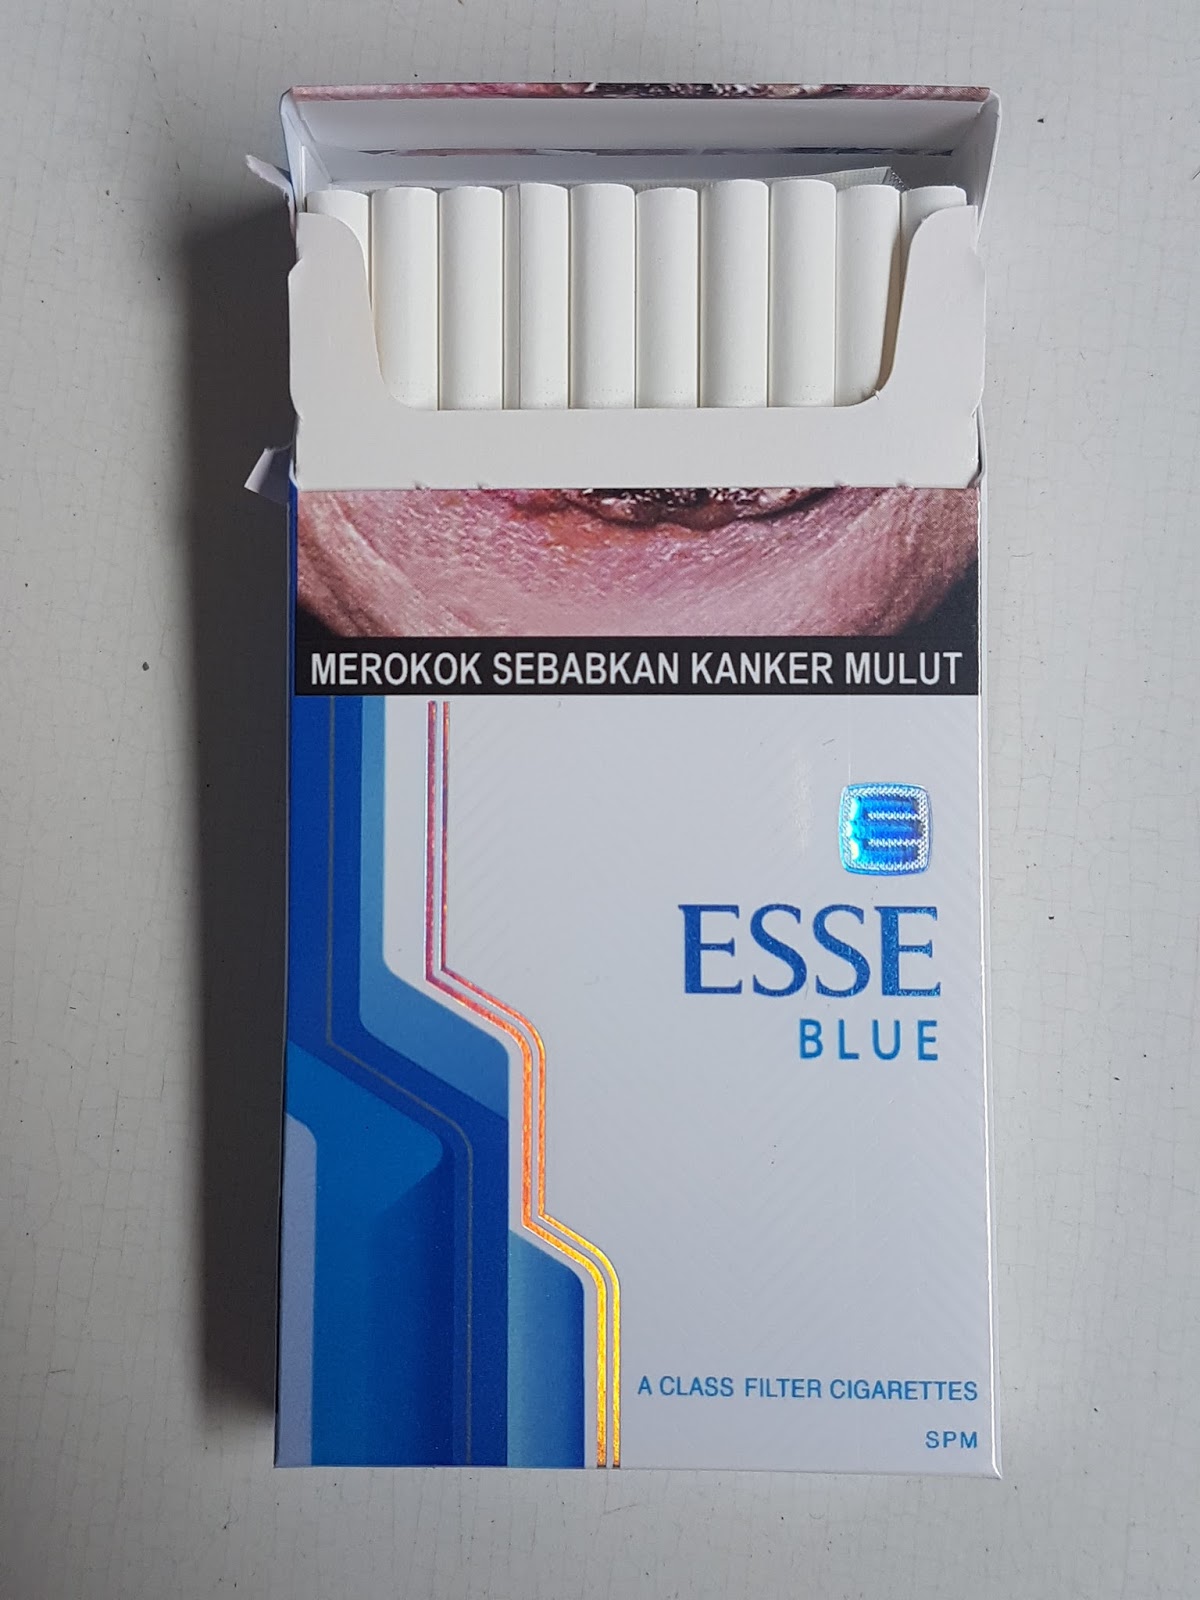 MEROKOK SEBABKAN KANKER MULUT
E
ESSE
BLUE
A CLASS FILTER CIGARETTES
SPM